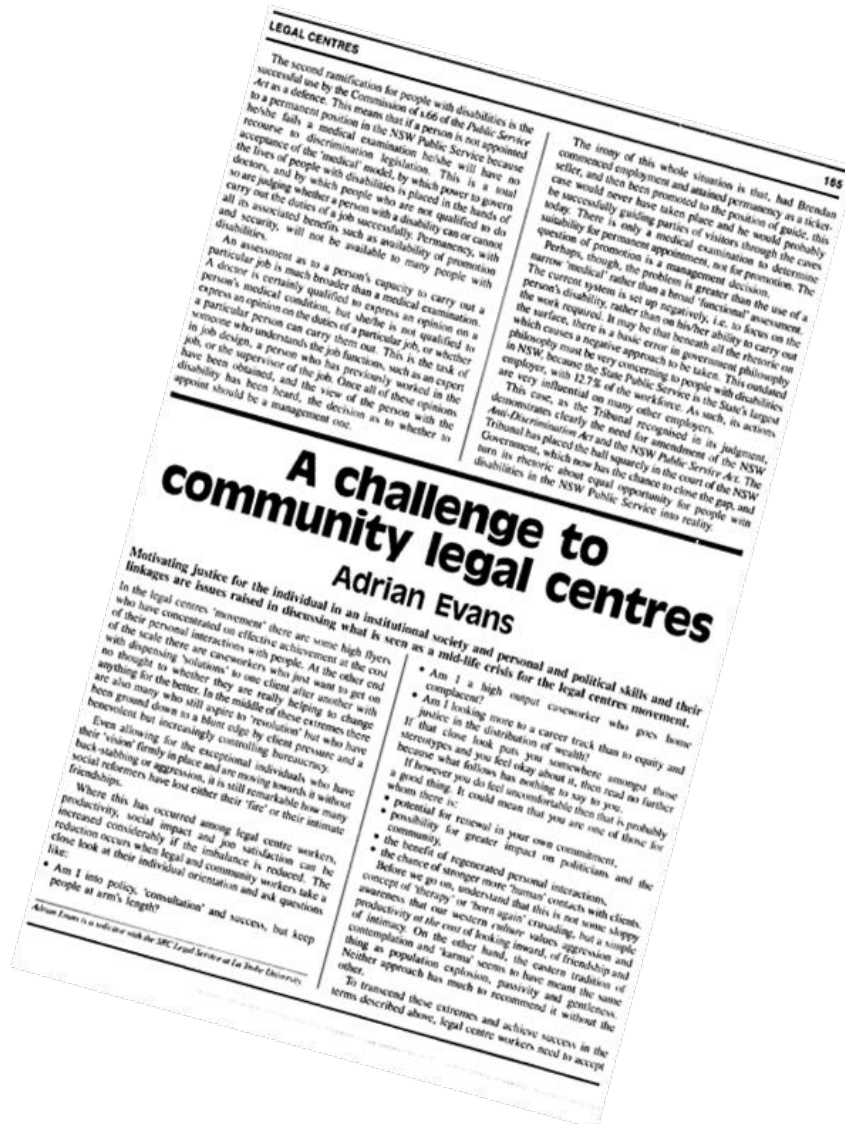 LEGAL CENTRES
165
The second ramification for people with disabilities is the
successful use by the Commission of s.66 of the Public Service
Act as a defence. This means that if a person is not appointed
to a permanent position in the NSW Public Service because
he/she fails a medical examination he/she will have no
recourse to discrimination legislation. This is a total
acceptance of the 'medical' model, by which power to govern
the lives of people with disabilities is placed in the hands of
doctors, and by which people who are not qualified to do
so are judging whether a person with a disability can or cannot
carry out the duties of a job successfully. Permanency, with
all its associated benefits such as availability of promotion
and security, will not be available to many people with
disabilities.
An assessment as to a person's capacity to carry out a
particular job is much broader than a medical examination.
A doctor is certainly qualified to express an opinion on a
person's medical condition, but she/he is not qualified to
express an opinion on the duties of a particular job, or whether
a particular person can carry them out. This is the task of
someone who understands the job functions, such as an expert
in job design, a person who has previously worked in the
job, or the supervisor of the job. Once all of these opinions
have been obtained, and the view of the person with the
disability has been heard, the decision as to whether to
appoint should be a management one.
The irony of this whole situation is that, had Brendan
commenced employment and attained permanency as a ticket-
seller, and then been promoted to the position of guide, this
case would never have taken place and he would probably
be successfully guiding parties of visitors through the caves
today. There is only a medical examination to determine
suitability for permanent appointment, not for promotion. The
question of promotion is a management decision.
Perhaps, though, the problem is greater than the use of a
narrow 'medical' rather than a broad 'functional' assessment.
The current system is set up negatively, i.e. to focus on the
person's disability, rather than on his/her ability to carry out
the work required. It may be that beneath all the rhetoric on
the surface, there is a basic error in government philosophy
which causes a negative approach to be taken. This outdated
philosophy must be very concerning to people with disabilities
in NSW, because the State Public Service is the State's largest
employer, with 12.7% of the workforce. As such, its actions
are very influential on many other employers.
This case, as the Tribunal recognised in its judgment,
demonstrates clearly the need for amendment of the NSW
Anti-Discrimination Act and the NSW Public Service Act. The
Tribunal has placed the ball squarely in the court of the NSW
Government, which now has the chance to close the gap, and
turn its rhetoric about equal opportunity for people with
disabilities in the NSW Public Service into reality.
A challenge to
community legal centres
Adrian Evans
Motivating justice for the individual in an institutional society and personal and political skills and their
linkages are issues raised in discussing what is seen as a mid-life crisis for the legal centres movement.
In the legal centres 'movement' there are some high flyers
who have concentrated on effective achievement at the cost
of their personal interactions with people. At the other end
of the scale there are caseworkers who just want to get on
with dispensing 'solutions' to one client after another with
no thought to whether they are really helping to change
anything for the better. In the middle of these extremes there
are also many who still aspire to 'revolution' but who have
been ground down to a blunt edge by client pressure and a
benevolent but increasingly controlling bureaucracy.
Even allowing for the exceptional individuals who have
their 'vision' firmly in place and are moving towards it without
back-stabbing or aggression, it is still remarkable how many
social reformers have lost either their 'fire' or their intimate
friendships.
Where this has occurred among legal centre workers,
productivity, social impact and job satisfaction can be
increased considerably if the imbalance is reduced. The
reduction occurs when legal and community workers take a
close look at their individual orientation and ask questions
like:
• Am I into policy, 'consultation' and success, but keep
people at arm's length?
Adrian Evans is a solicitor with the SRC Legal Service at La Trobe University.
• Am I a high output caseworker who goes home
complacent?
• Am I looking more to a career track than to equity and
justice in the distribution of wealth?
If that close look puts you somewhere amongst those
stereotypes and you feel okay about it, then read no further
because what follows has nothing to say to you.
If however you do feel uncomfortable then that is probably
a good thing. It could mean that you are one of those for
whom there is:
• potential for renewal in your own commitment,
• possibility for greater impact on politicians and the
community,
• the benefit of regenerated personal interactions,
• the chance of stronger more 'human' contacts with clients.
Before we go on, understand that this is not some sloppy
concept of 'therapy' or 'born again' crusading, but a simple
awareness that our western culture values aggression and
productivity at the cost of looking inward, of friendship and
of intimacy. On the other hand, the eastern tradition of
contemplation and 'karma' seems to have meant the same
thing as population explosion, passivity and gentleness.
Neither approach has much to recommend it without the
other.
To transcend these extremes and achieve success in the
terms described above, legal centre workers need to accept